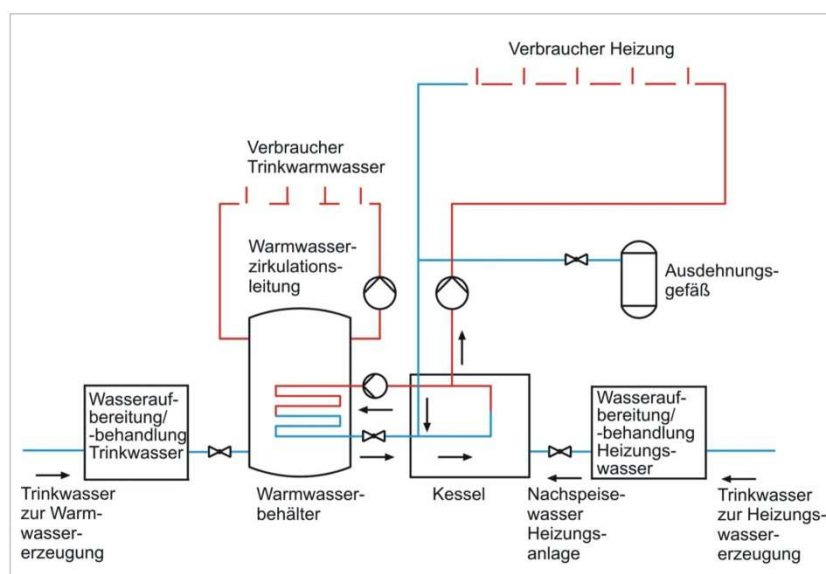 Verbraucher Heizung
Verbraucher
Trinkwarmwasser
Warmwasser-
zirkulations-
leitung
Ausdehnungs-
gefäß
Wasserauf-
bereitung/
-behandlung
Trinkwasser
Wasserauf-
bereitung/
-behandlung
Heizungs-
wasser
Trinkwasser
zur Warm-
wasser-
erzeugung
Warmwasser-
behälter
Kessel
Nachspeise-
wasser
Heizungs-
anlage
Trinkwasser
zur Heizungs-
wasser-
erzeugung